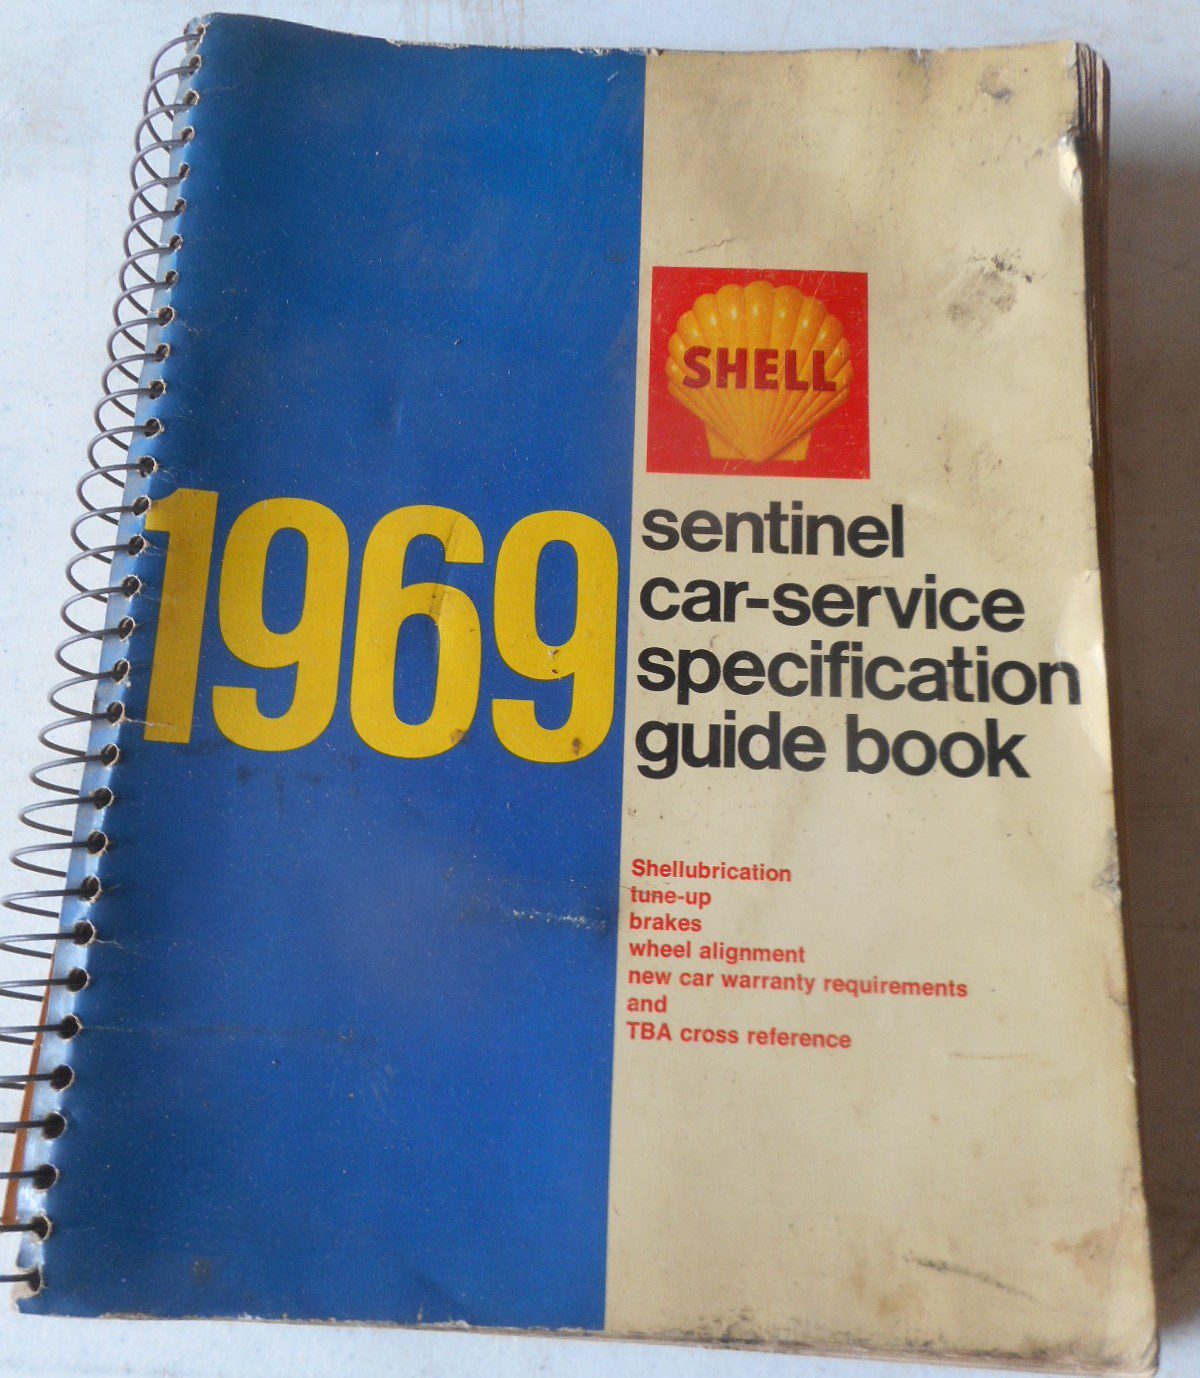 SHELL
1969
sentinel
car-service
specification
guide book
Shellubrication
tune-up
brakes
wheel alignment
new car warranty requirements
and
TBA cross reference